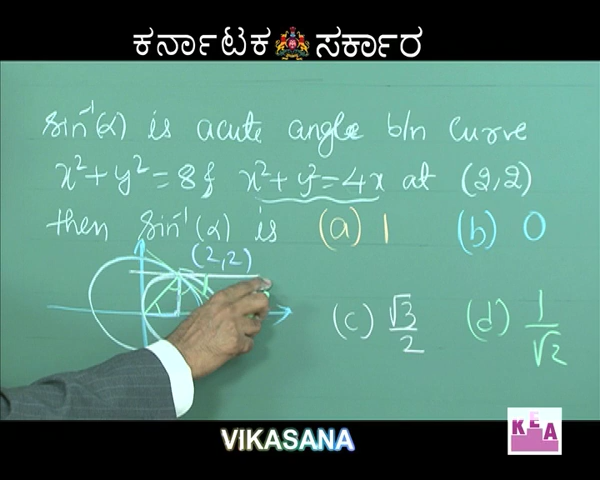 ಕರ್ನಾಟಕ ಸರ್ಕಾರ
sin⁻¹(α) is acute angle b/n curve
x² + y² = 8 & x² + y² = 4x at (2,2)
then sin⁻¹(α) is (a) 1 (b) 0
(2,2)
(c) √3/2 (d) 1/√2
KEA
VIKASANA